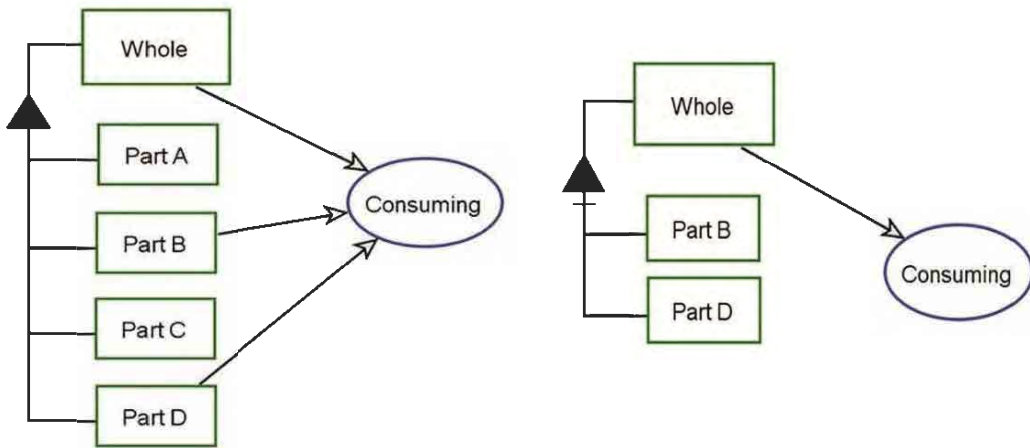 Whole
Part A
Part B
Part C
Part D
Consuming
Whole
Part B
Part D
Consuming